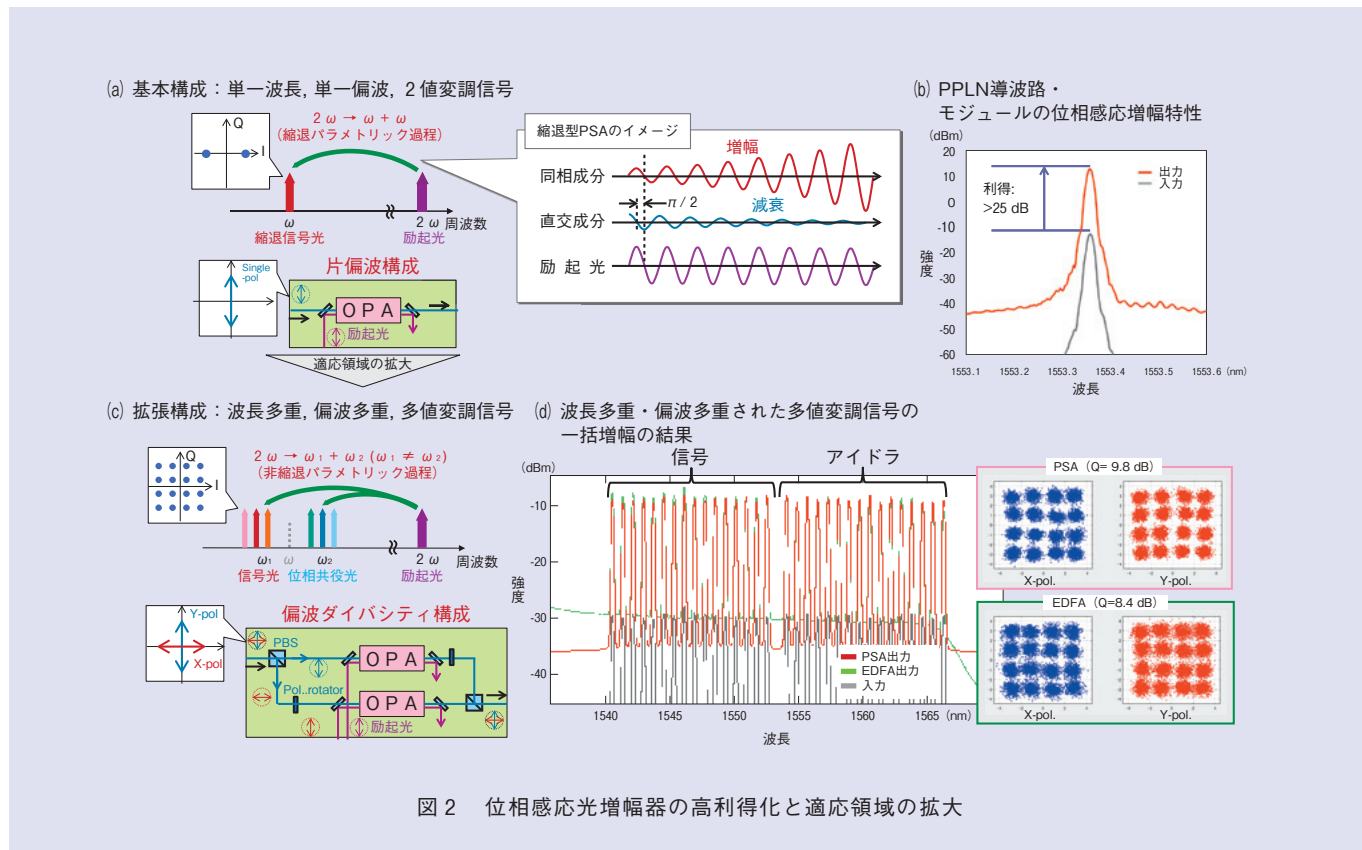 (a) 基本構成：単一波長, 単一偏波, 2値変調信号
Q
I
2ω → ω + ω
(縮退パラメトリック過程)
ω
2ω 周波数
縮退信号光
励起光
縮退型PSAのイメージ
増幅
同相成分
π/2
減衰
直交成分
励起光
片偏波構成
Single
-pol
OPA
励起光
適応領域の拡大
(b) PPLN導波路・
モジュールの位相感応増幅特性
(dBm)
20
10
0
-10
-20
-30
-40
-50
-60
強度
利得:
>25 dB
出力
入力
1553.1 1553.2 1553.3 1553.4 1553.5 1553.6 (nm)
波長
(c) 拡張構成：波長多重, 偏波多重, 多値変調信号
Q
I
2ω → ω1 + ω2 (ω1 ≠ ω2)
(非縮退パラメトリック過程)
ω1 ω ω2
2ω 周波数
信号光 位相共役光
励起光
偏波ダイバシティ構成
Y-pol
X-pol
PBS
OPA
Pol..rotator
OPA
励起光
(d) 波長多重・偏波多重された多値変調信号の
一括増幅の結果
(dBm)
信号
アイドラ
-10
-20
-30
-40
強度
PSA出力
EDFA出力
入力
1540 1545 1550 1555 1560 1565 (nm)
波長
PSA (Q= 9.8 dB)
X-pol.
Y-pol.
EDFA (Q=8.4 dB)
X-pol.
Y-pol.
図2 位相感応光増幅器の高利得化と適応領域の拡大